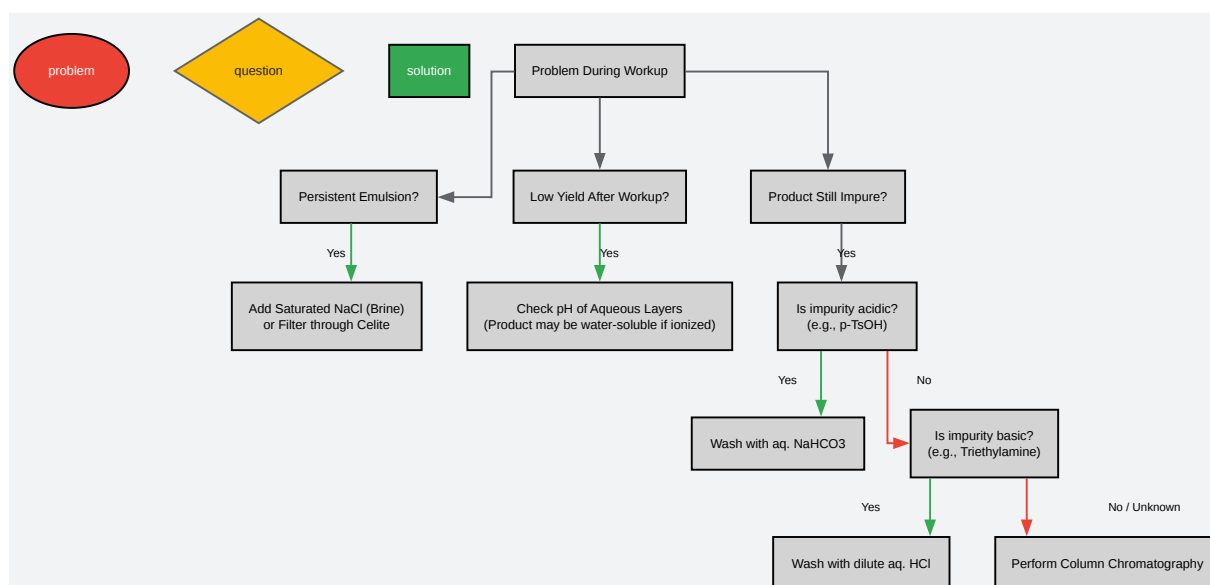 problem
question
solution
Problem During Workup
Persistent Emulsion?
Low Yield After Workup?
Product Still Impure?
Yes
Yes
Yes
Add Saturated NaCl (Brine)
or Filter through Celite
Check pH of Aqueous Layers
(Product may be water-soluble if ionized)
Is impurity acidic?
(e.g., p-TsOH)
Yes
No
Wash with aq. NaHCO3
Is impurity basic?
(e.g., Triethylamine)
Yes
No / Unknown
Wash with dilute aq. HCl
Perform Column Chromatography